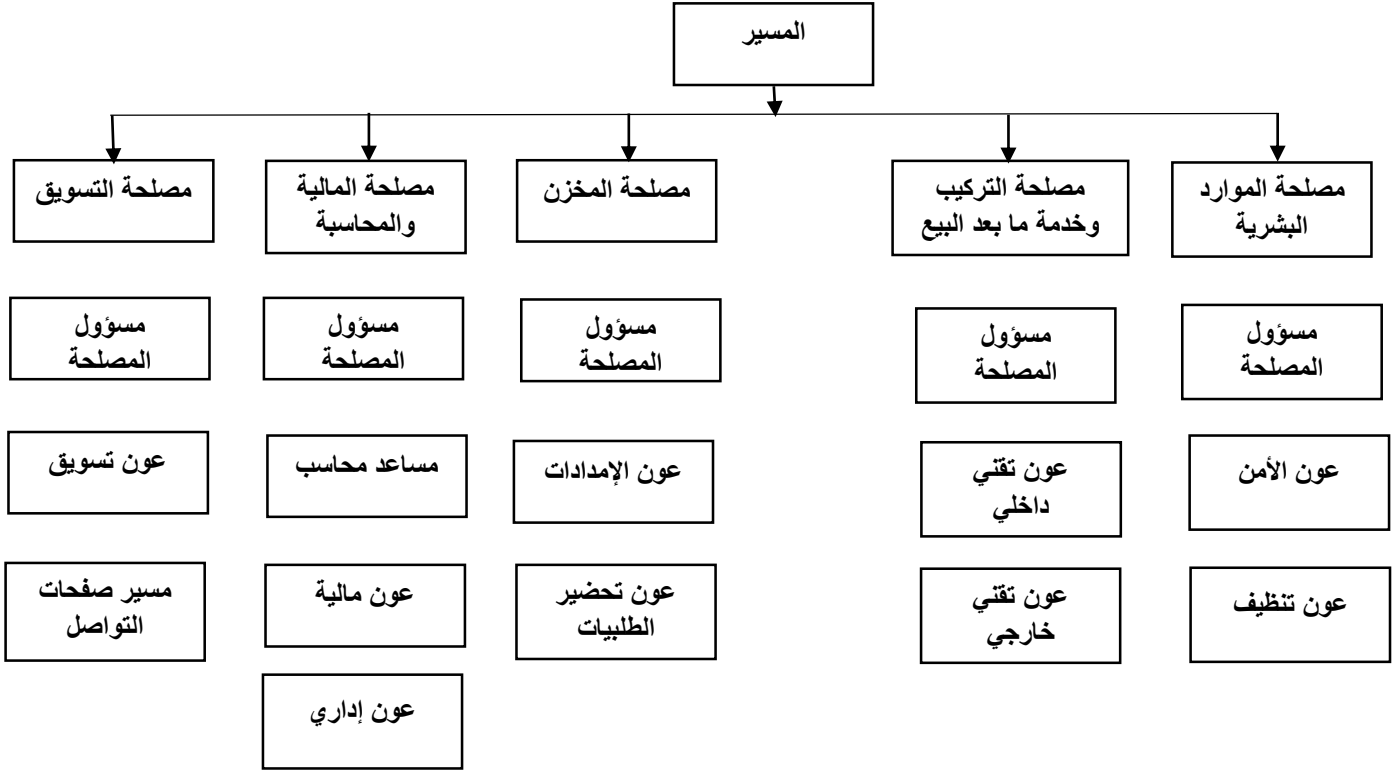 المسير
مصلحة الموارد
البشرية
مصلحة التركيب
وخدمة ما بعد البيع
مصلحة المخزن
مصلحة المالية
والمحاسبة
مصلحة التسويق
مسؤول
المصلحة
مسؤول
المصلحة
مسؤول
المصلحة
مسؤول
المصلحة
مسؤول
المصلحة
عون الأمن
عون تقني
داخلي
عون الإمدادات
مساعد محاسب
عون تسويق
عون تنظيف
عون تقني
خارجي
عون تحضير
الطلبيات
عون مالية
مسير صفحات
التواصل
عون إداري